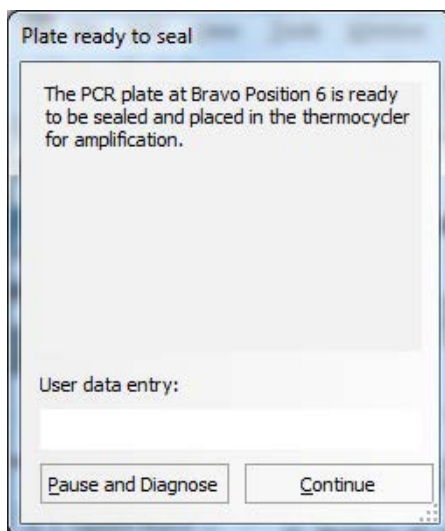 Plate ready to seal
The PCR plate at Bravo Position 6 is ready
to be sealed and placed in the thermocycler
for amplification.
User data entry:
Pause and Diagnose
Continue